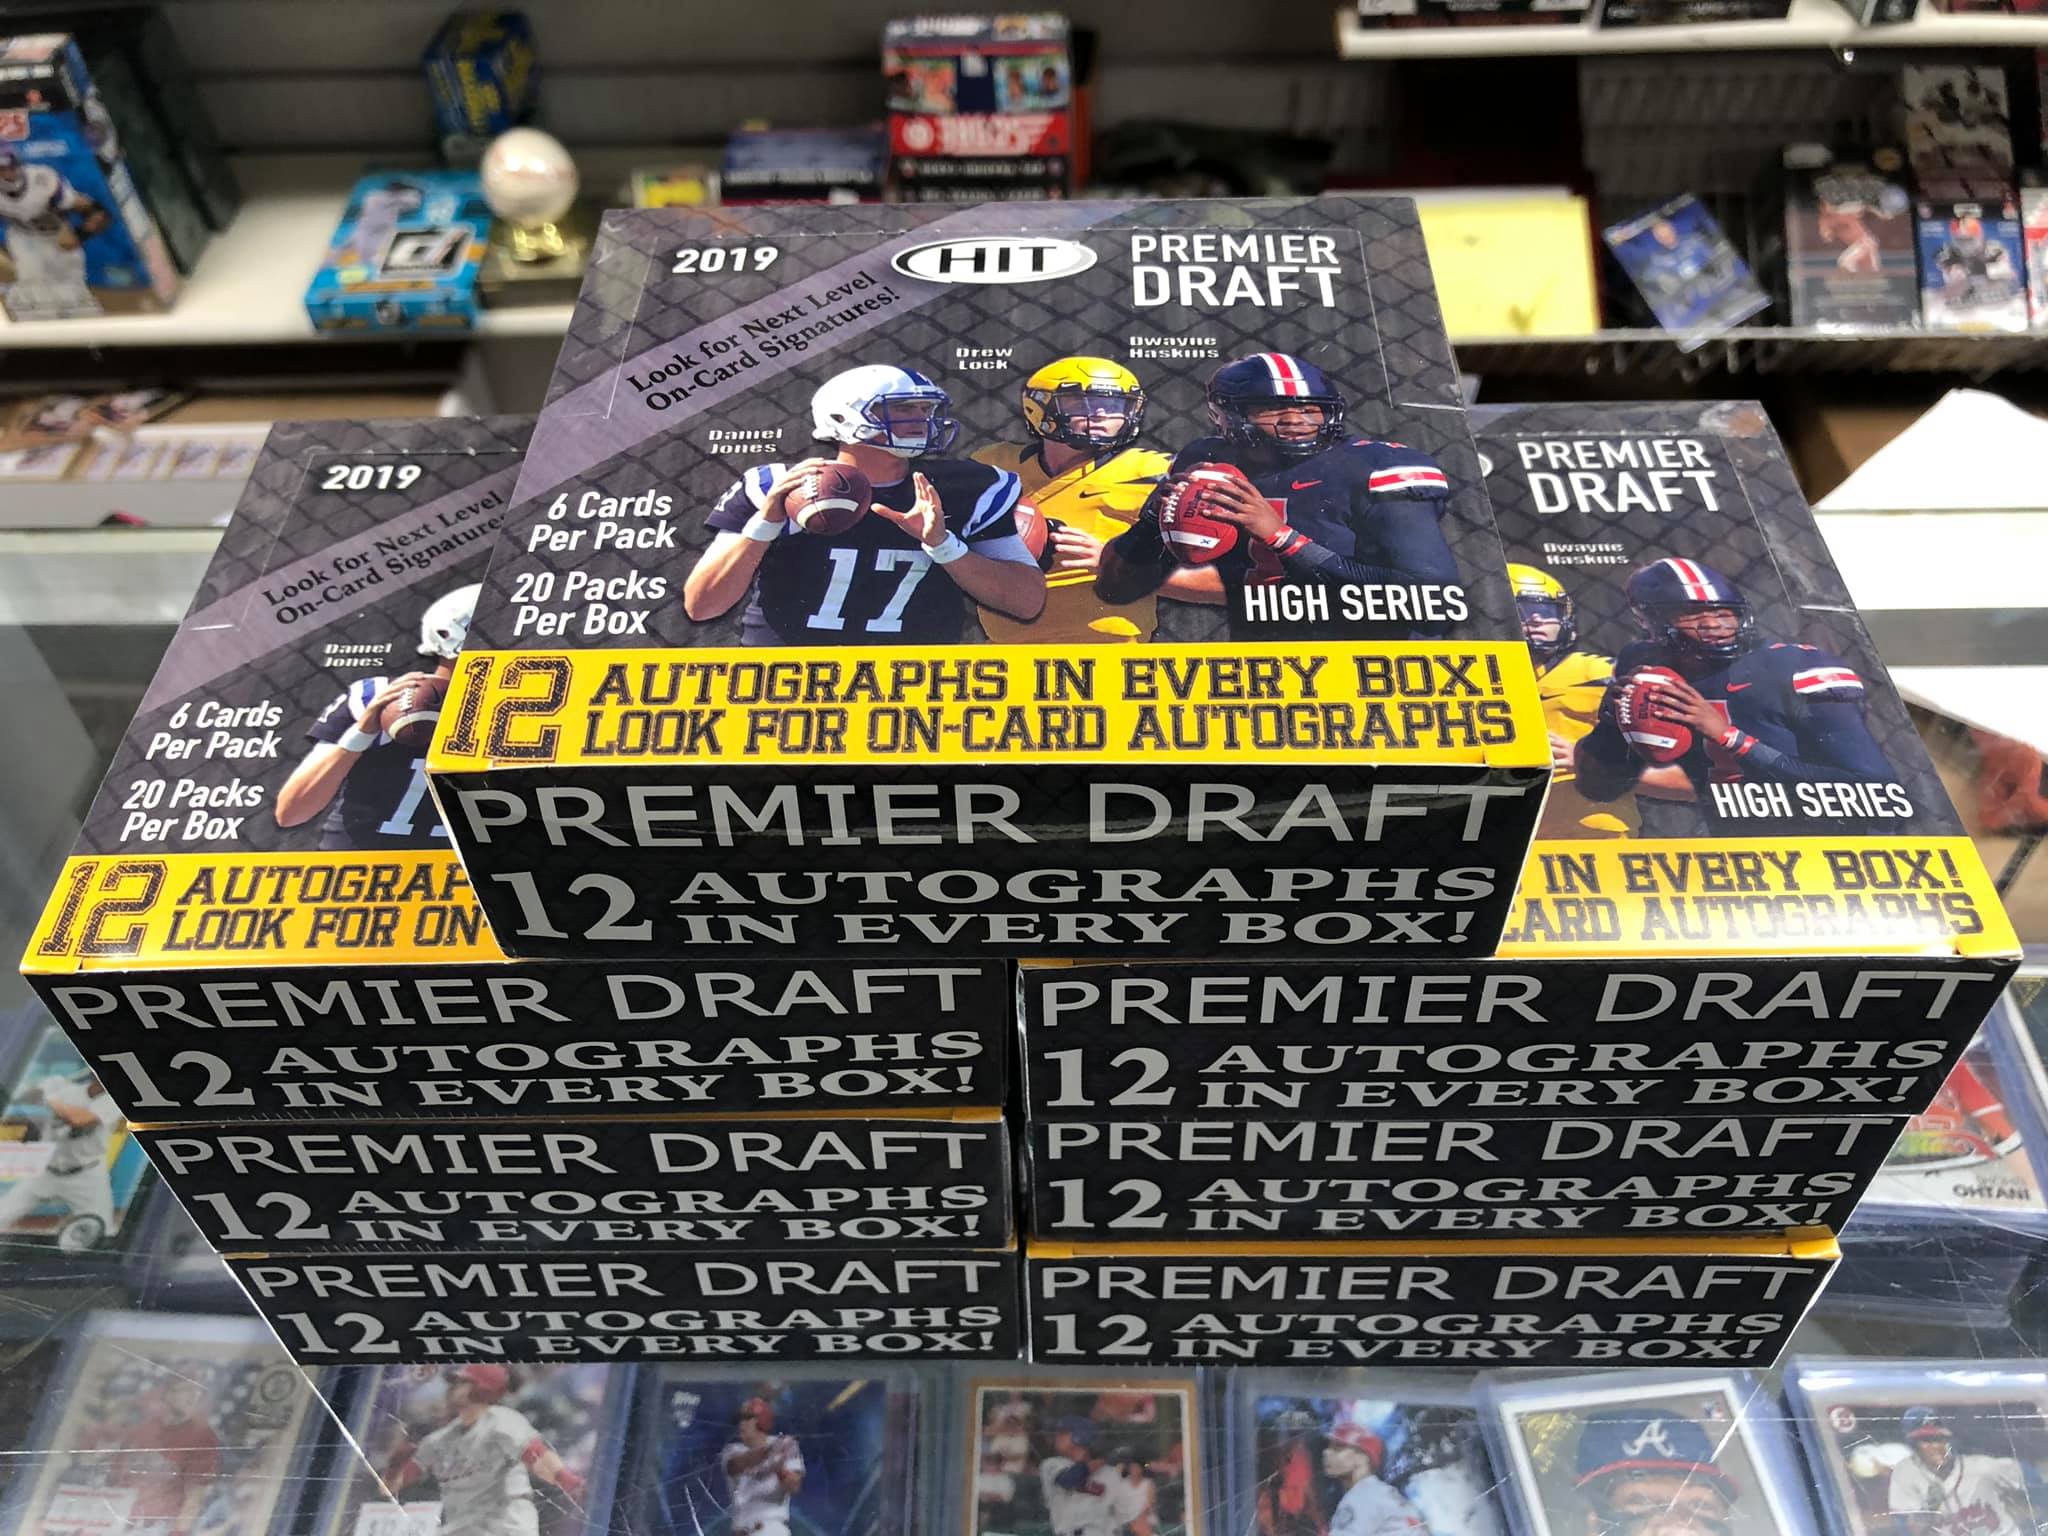 2019
HIT
PREMIER
DRAFT
Look for Next Level
On-Card Signatures!
Daniel
Jones
Drew
Lock
Dwayne
Haskins
6 Cards
Per Pack
20 Packs
Per Box
17
HIGH SERIES
12 AUTOGRAPHS IN EVERY BOX!
LOOK FOR ON-CARD AUTOGRAPHS
PREMIER DRAFT
12 AUTOGRAPHS
IN EVERY BOX!
2019
Look for Next Level
On-Card Signatures
Daniel
Jones
6 Cards
Per Pack
20 Packs
Per Box
12 AUTOGRAP
LOOK FOR ON-
PREMIER DRAFT
12 AUTOGRAPHS
IN EVERY BOX!
PREMIER DRAFT
12 AUTOGRAPHS
IN EVERY BOX!
PREMIER DRAFT
12 AUTOGRAPHS
IN EVERY BOX!
PREMIER
DRAFT
Dwayne
Haskins
HIGH SERIES
IN EVERY BOX!
CARD AUTOGRAPHS
PREMIER DRAFT
12 AUTOGRAPHS
IN EVERY BOX!
PREMIER DRAFT
12 AUTOGRAPHS
IN EVERY BOX!
PREMIER DRAFT
12 AUTOGRAPHS
IN EVERY BOX!
OHTANI
A